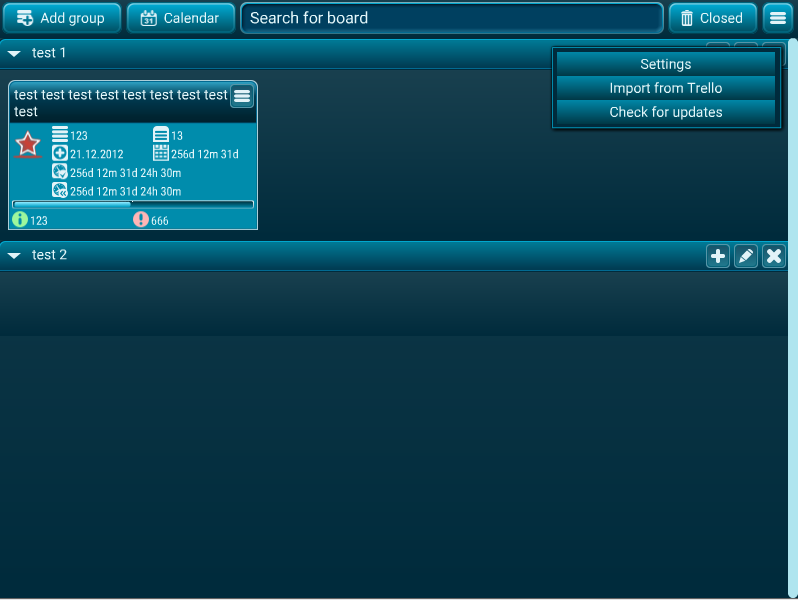 Add group
31
Calendar
Search for board
Closed
test 1
Settings
Import from Trello
Check for updates
test test test test test test test test
test
123
13
21.12.2012
256d 12m 31d
256d 12m 31d 24h 30m
256d 12m 31d 24h 30m
123
666
test 2